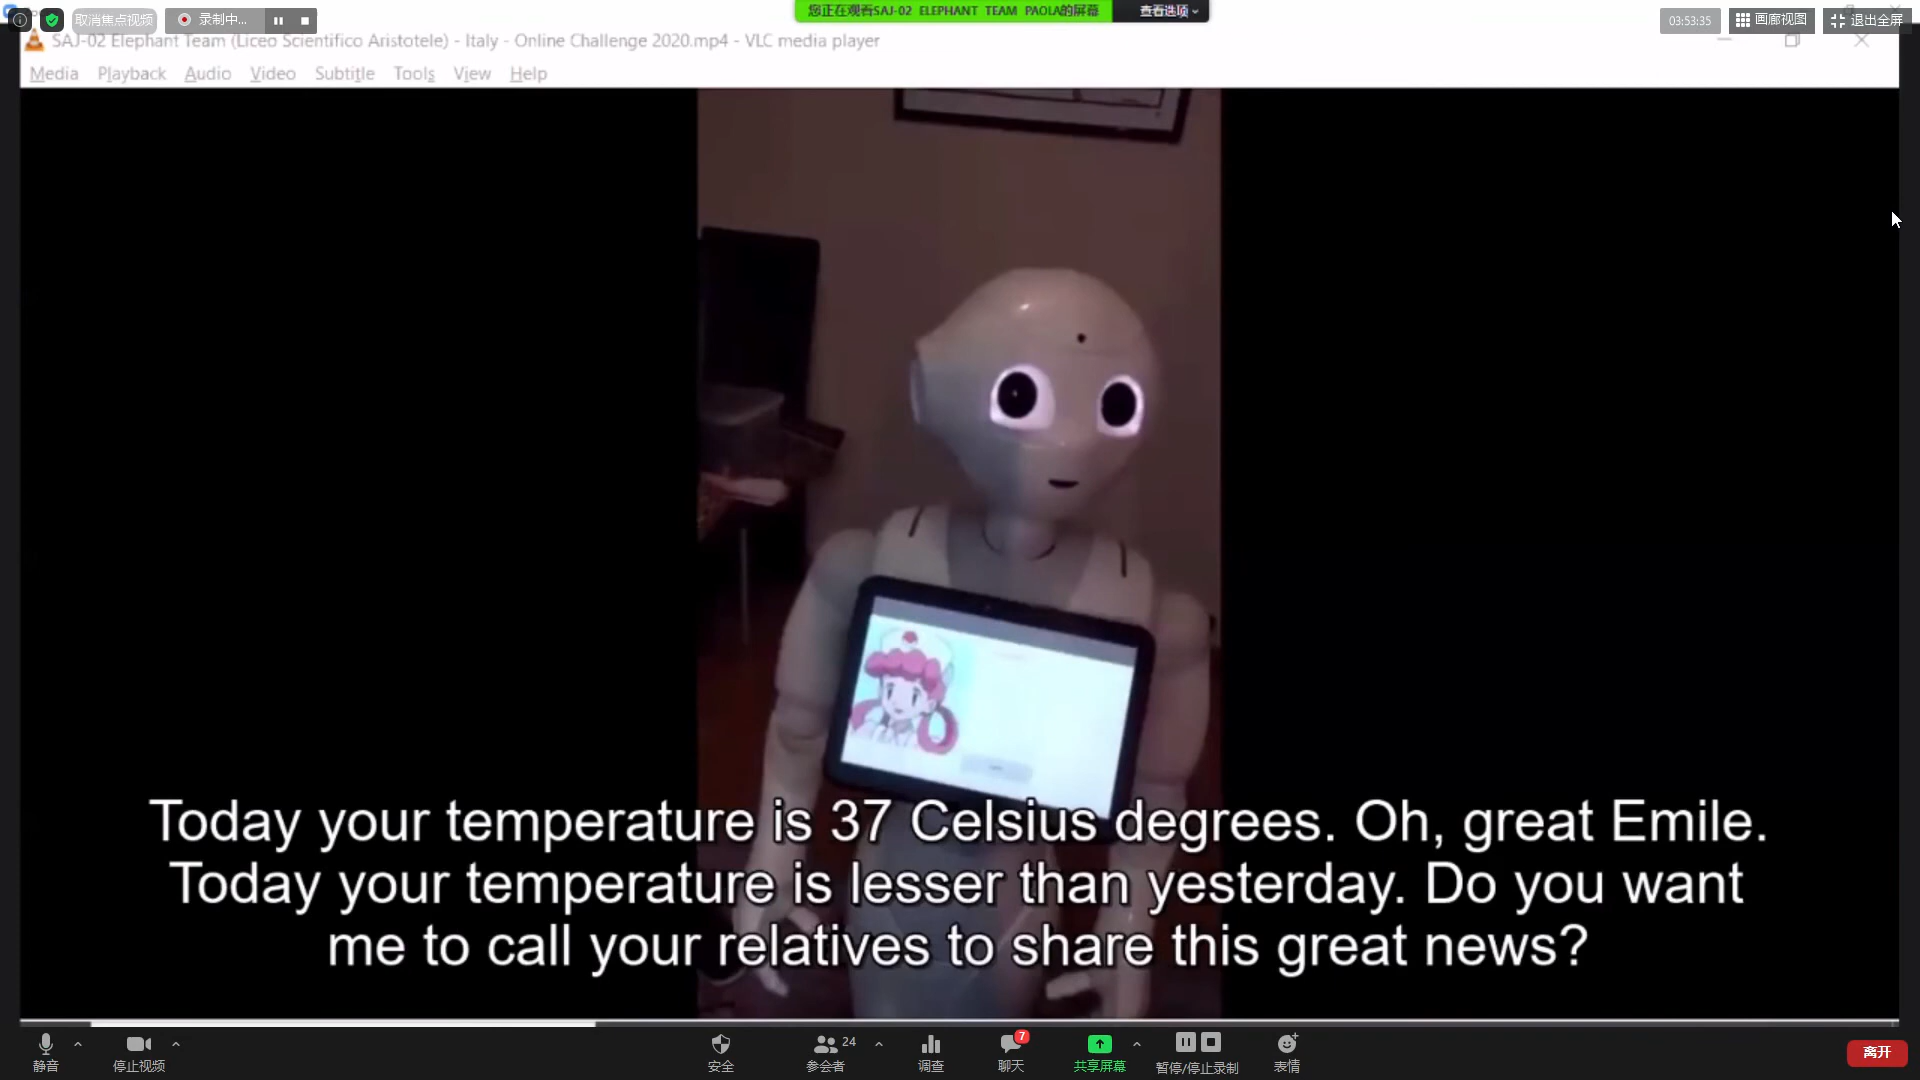 取消焦点视频
录制中...
您正在观看SAJ-02 ELEPHANT TEAM PAOLA的屏幕
查看选项
03:53:35
画廊视图
退出全屏
SAJ-02 Elephant Team (Liceo Scientifico Aristotele) - Italy - Online Challenge 2020.mp4 - VLC media player
Media Playback Audio Video Subtitle Tools View Help
Today your temperature is 37 Celsius degrees. Oh, great Emile.
Today your temperature is lesser than yesterday. Do you want
me to call your relatives to share this great news?
静音
停止视频
安全
参会者 24
调查
聊天 7
共享屏幕
暂停/停止录制
表情
离开